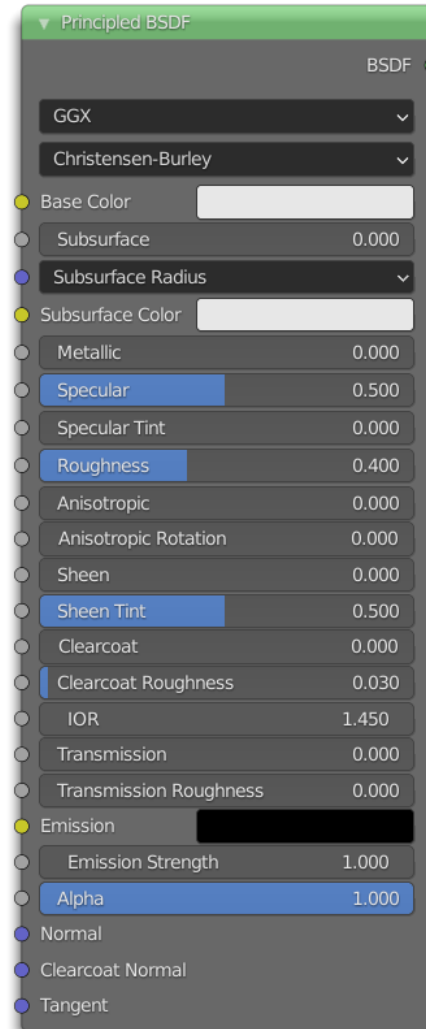 Principled BSDF
BSDF
GGX
Christensen-Burley
Base Color
Subsurface 0.000
Subsurface Radius
Subsurface Color
Metallic 0.000
Specular 0.500
Specular Tint 0.000
Roughness 0.400
Anisotropic 0.000
Anisotropic Rotation 0.000
Sheen 0.000
Sheen Tint 0.500
Clearcoat 0.000
Clearcoat Roughness 0.030
IOR 1.450
Transmission 0.000
Transmission Roughness 0.000
Emission
Emission Strength 1.000
Alpha 1.000
Normal
Clearcoat Normal
Tangent